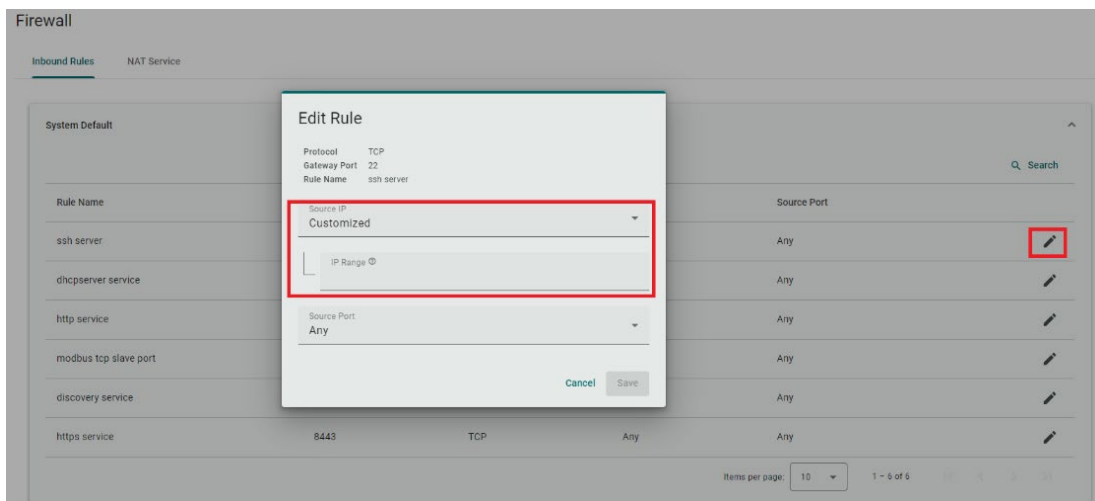 Firewall
Inbound Rules NAT Service
System Default
Search
Rule Name Source Port
ssh server Any
dhcpserver service Any
http service Any
modbus tcp slave port Any
discovery service Any
https service 8443 TCP Any Any
Items per page: 10 1 – 6 of 6
Edit Rule
Protocol TCP
Gateway Port 22
Rule Name ssh server
Source IP
Customized
IP Range
Source Port
Any
Cancel Save